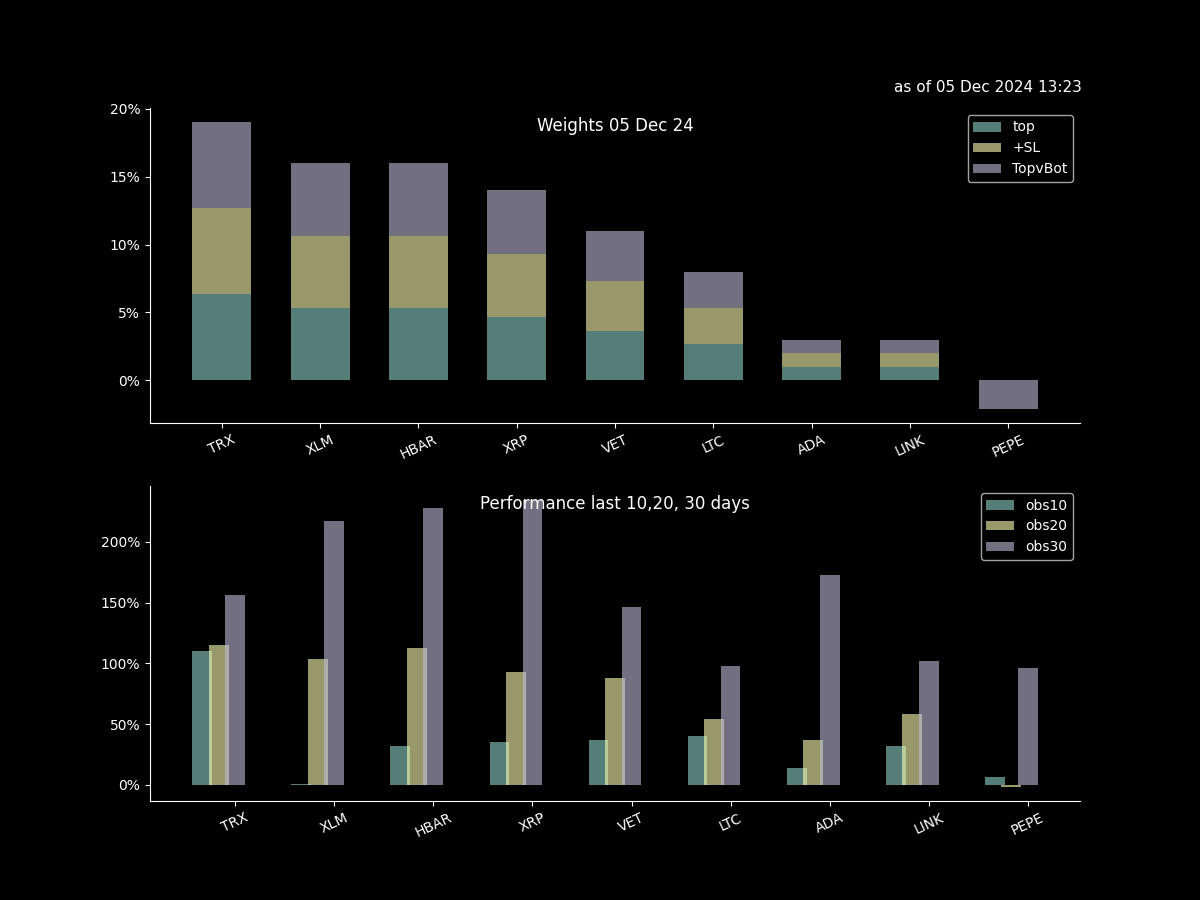 as of 05 Dec 2024 13:23
Weights 05 Dec 24
20%
15%
10%
5%
0%
top
+SL
TopvBot
TRX XLM HBAR XRP VET LTC ADA LINK PEPE
Performance last 10,20, 30 days
200%
150%
100%
50%
0%
obs10
obs20
obs30
TRX XLM HBAR XRP VET LTC ADA LINK PEPE